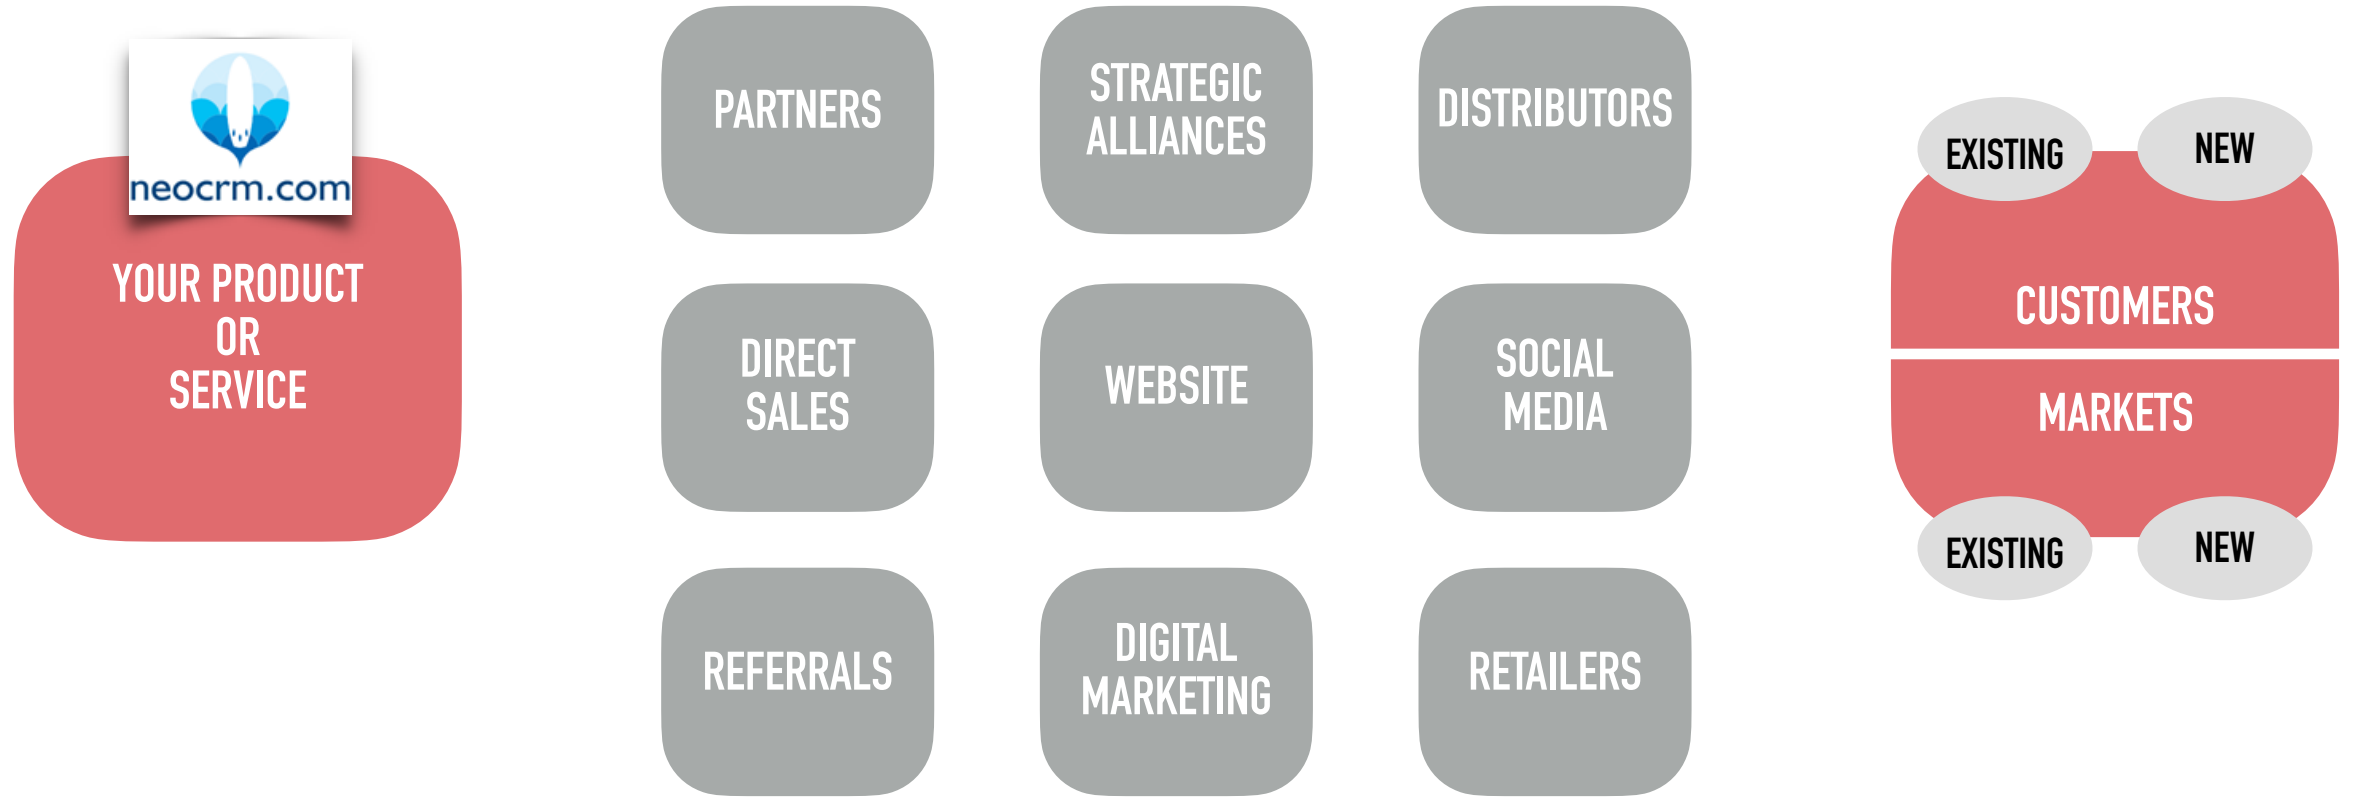 neocrm.com
YOUR PRODUCT
OR
SERVICE
PARTNERS
STRATEGIC
ALLIANCES
DISTRIBUTORS
DIRECT
SALES
WEBSITE
SOCIAL
MEDIA
REFERRALS
DIGITAL
MARKETING
RETAILERS
EXISTING
NEW
CUSTOMERS
MARKETS
EXISTING
NEW